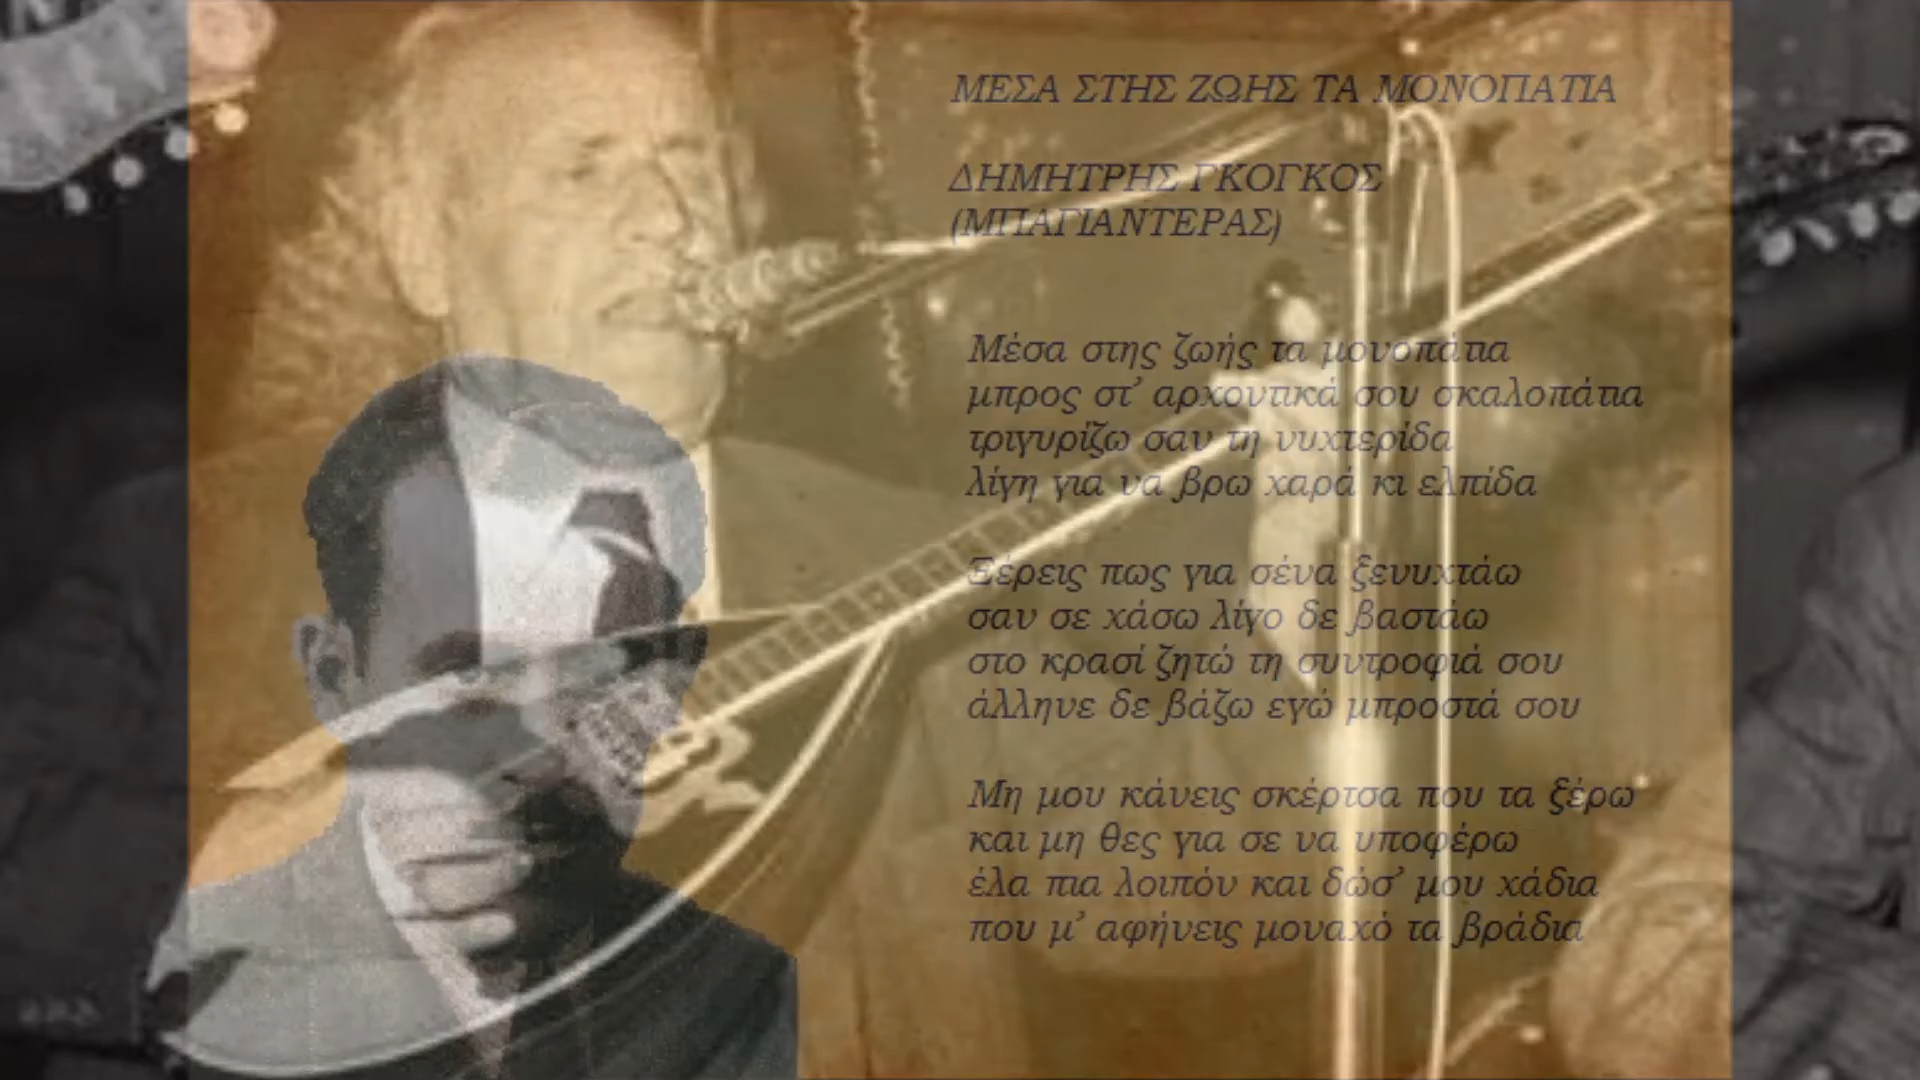 ΜΕΣΑ ΣΤΗΣ ΖΩΗΣ ΤΑ ΜΟΝΟΠΑΤΙΑ
ΔΗΜΗΤΡΗΣ ΓΚΟΓΚΟΣ
(ΜΠΑΓΙΑΝΤΕΡΑΣ)
Μέσα στης ζωής τα μονοπάτια
μπρος στ' αρχοντικά σου σκαλοπάτια
τριγυρίζω σαν τη νυχτερίδα
λίγη για να βρω χαρά κι ελπίδα
Ξέρεις πως για σένα ξενυχτάω
σαν σε χάσω λίγο δε βαστάω
στο κρασί ζητώ τη συντροφιά σου
άλληνε δε βάζω εγώ μπροστά σου
Μη μου κάνεις σκέρτσα που τα ξέρω
και μη θες για σε να υποφέρω
έλα πια λοιπόν και δώσ' μου χάδια
που μ' αφήνεις μοναχό τα βράδια